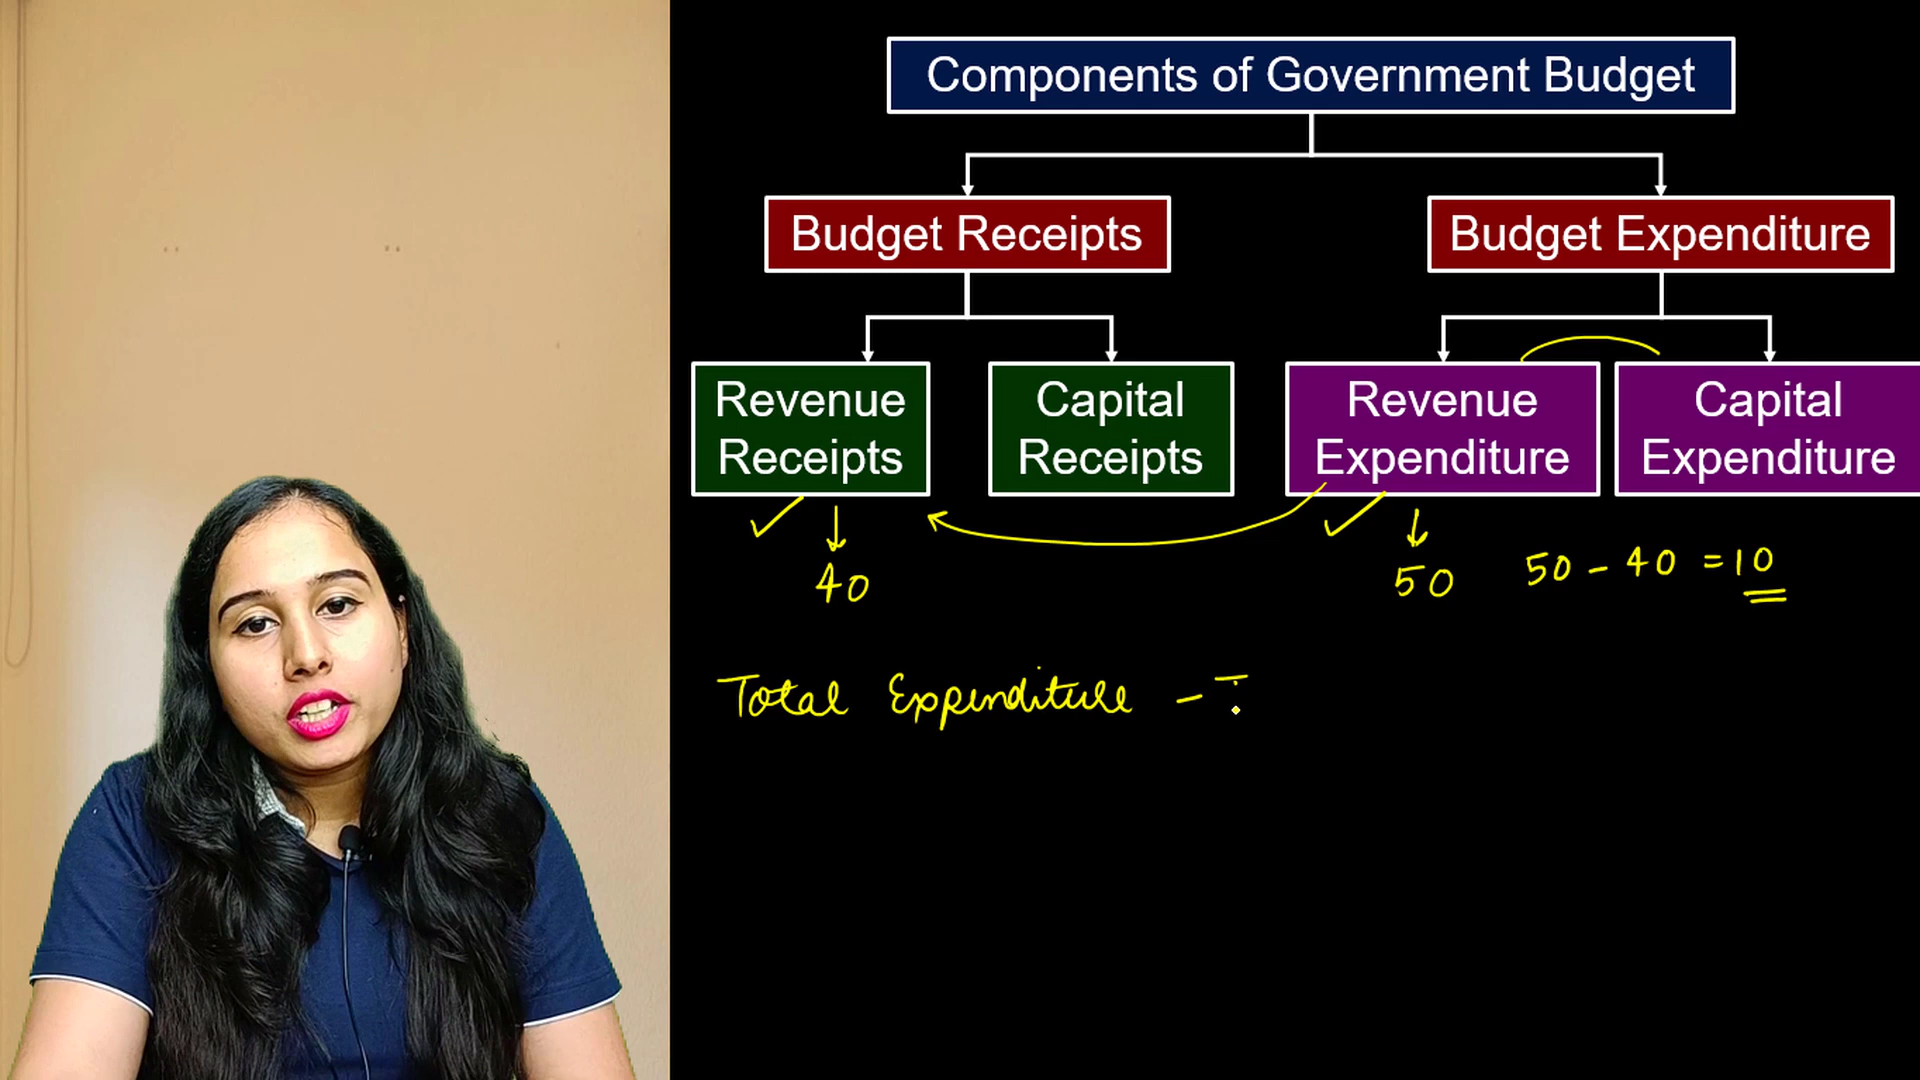 Components of Government Budget
Budget Receipts
Budget Expenditure
Revenue
Receipts
Capital
Receipts
Revenue
Expenditure
Capital
Expenditure
40
50
50 - 40 = 10
Total Expenditure - T